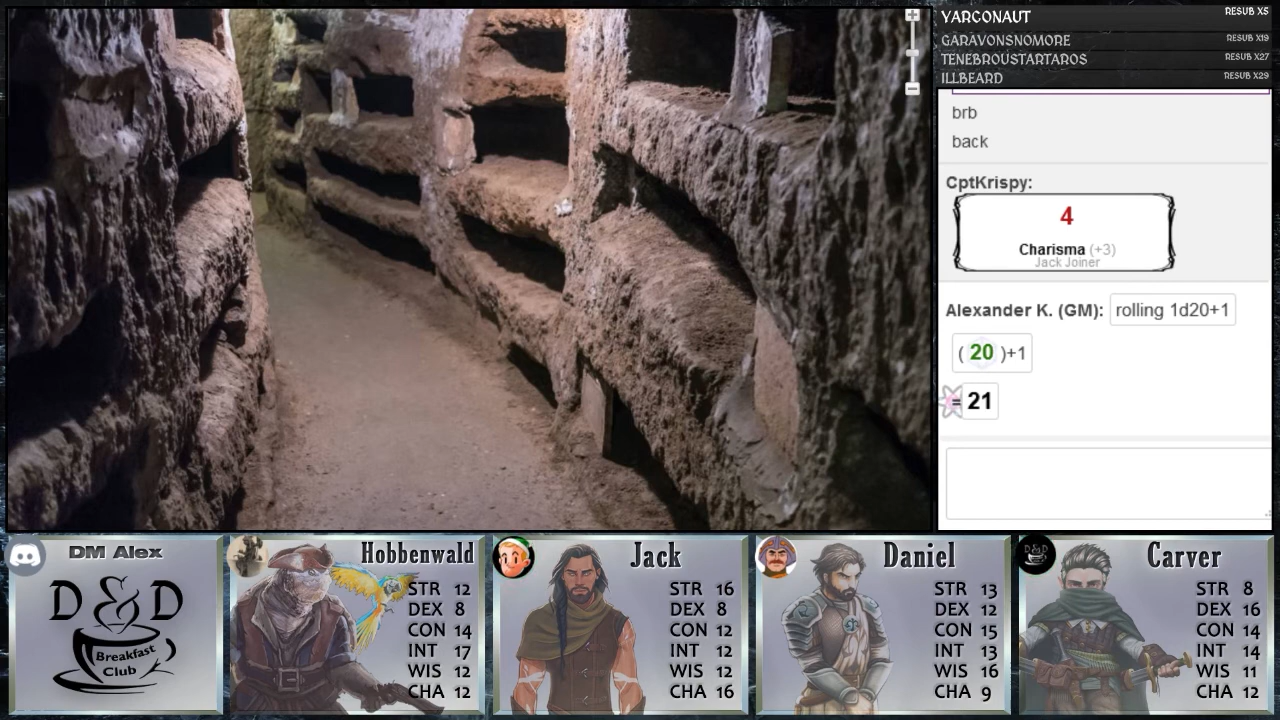 YARCONAUT RESUB X5
GARAVONSNOMORE RESUB X19
TENEBROUSTARTAROS RESUB X27
ILLBEARD RESUB X29
brb
back
CptKrispy:
4
Charisma (+3)
Jack Joiner
Alexander K. (GM): rolling 1d20+1
( 20 )+1
= 21
DM Alex
D & D
Breakfast
Club
Hobbenwald
STR 12
DEX 8
CON 14
INT 17
WIS 12
CHA 12
Jack
STR 16
DEX 8
CON 12
INT 12
WIS 12
CHA 16
Daniel
STR 13
DEX 12
CON 15
INT 13
WIS 16
CHA 9
D&D
Carver
STR 8
DEX 16
CON 14
INT 14
WIS 11
CHA 12